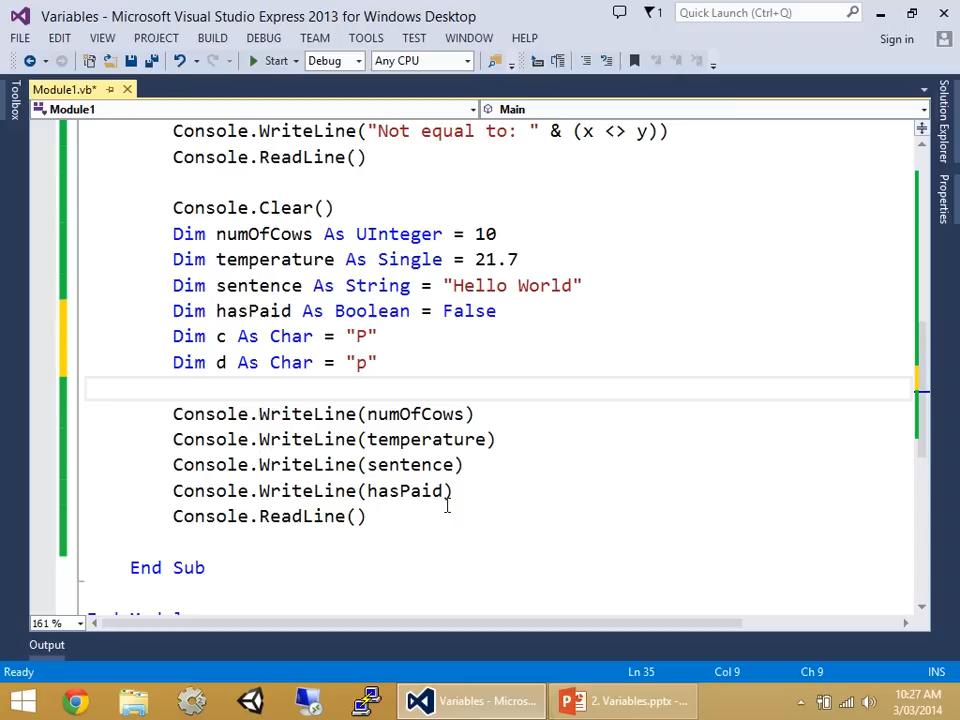 Variables - Microsoft Visual Studio Express 2013 for Windows Desktop
1
Quick Launch (Ctrl+Q)
FILE EDIT VIEW PROJECT BUILD DEBUG TEAM TOOLS TEST WINDOW HELP
Sign in
Start Debug Any CPU
Toolbox
Module1.vb*
Module1 Main
Solution Explorer
Properties
Console.WriteLine("Not equal to: " & (x <> y))
Console.ReadLine()
Console.Clear()
Dim numOfCows As UInteger = 10
Dim temperature As Single = 21.7
Dim sentence As String = "Hello World"
Dim hasPaid As Boolean = False
Dim c As Char = "P"
Dim d As Char = "p"
Console.WriteLine(numOfCows)
Console.WriteLine(temperature)
Console.WriteLine(sentence)
Console.WriteLine(hasPaid)
Console.ReadLine()
End Sub
161 %
Output
Ready Ln 35 Col 9 Ch 9 INS
Variables - Micros... 2. Variables.pptx - ...
10:27 AM
3/03/2014